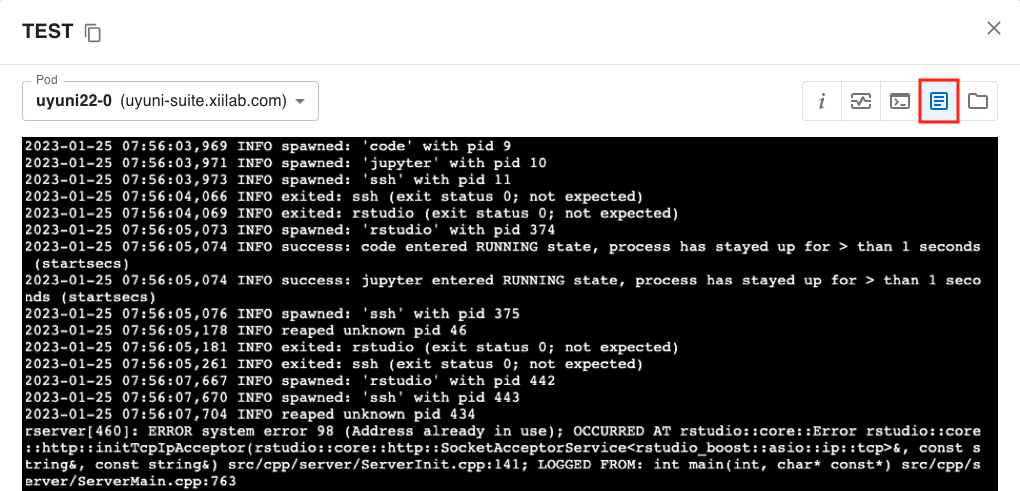 TEST
Pod
uyuni22-0 (uyuni-suite.xiilab.com)
i
2023-01-25 07:56:03,969 INFO spawned: 'code' with pid 9
2023-01-25 07:56:03,971 INFO spawned: 'jupyter' with pid 10
2023-01-25 07:56:03,973 INFO spawned: 'ssh' with pid 11
2023-01-25 07:56:04,066 INFO exited: ssh (exit status 0; not expected)
2023-01-25 07:56:04,069 INFO exited: rstudio (exit status 0; not expected)
2023-01-25 07:56:05,073 INFO spawned: 'rstudio' with pid 374
2023-01-25 07:56:05,074 INFO success: code entered RUNNING state, process has stayed up for > than 1 seconds
 (startsecs)
2023-01-25 07:56:05,074 INFO success: jupyter entered RUNNING state, process has stayed up for > than 1 seco
nds (startsecs)
2023-01-25 07:56:05,076 INFO spawned: 'ssh' with pid 375
2023-01-25 07:56:05,178 INFO reaped unknown pid 46
2023-01-25 07:56:05,181 INFO exited: rstudio (exit status 0; not expected)
2023-01-25 07:56:05,261 INFO exited: ssh (exit status 0; not expected)
2023-01-25 07:56:07,667 INFO spawned: 'rstudio' with pid 442
2023-01-25 07:56:07,670 INFO spawned: 'ssh' with pid 443
2023-01-25 07:56:07,704 INFO reaped unknown pid 434
rserver[460]: ERROR system error 98 (Address already in use); OCCURRED AT rstudio::core::Error rstudio::core
::http::initTcpIpAcceptor(rstudio::core::http::SocketAcceptorService<rstudio_boost::asio::ip::tcp>&, const s
tring&, const string&) src/cpp/server/ServerInit.cpp:141; LOGGED FROM: int main(int, char* const*) src/cpp/s
erver/ServerMain.cpp:763